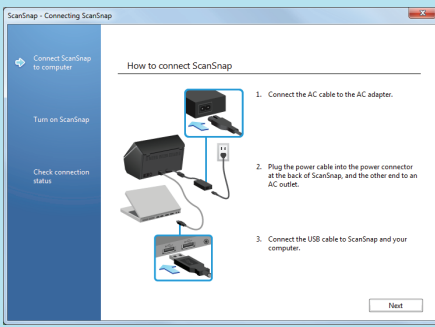 ScanSnap - Connecting ScanSnap
Connect ScanSnap
to computer
Turn on ScanSnap
Check connection
status
How to connect ScanSnap
1. Connect the AC cable to the AC adapter.
2. Plug the power cable into the power connector
at the back of ScanSnap, and the other end to an
AC outlet.
3. Connect the USB cable to ScanSnap and your
computer.
Next